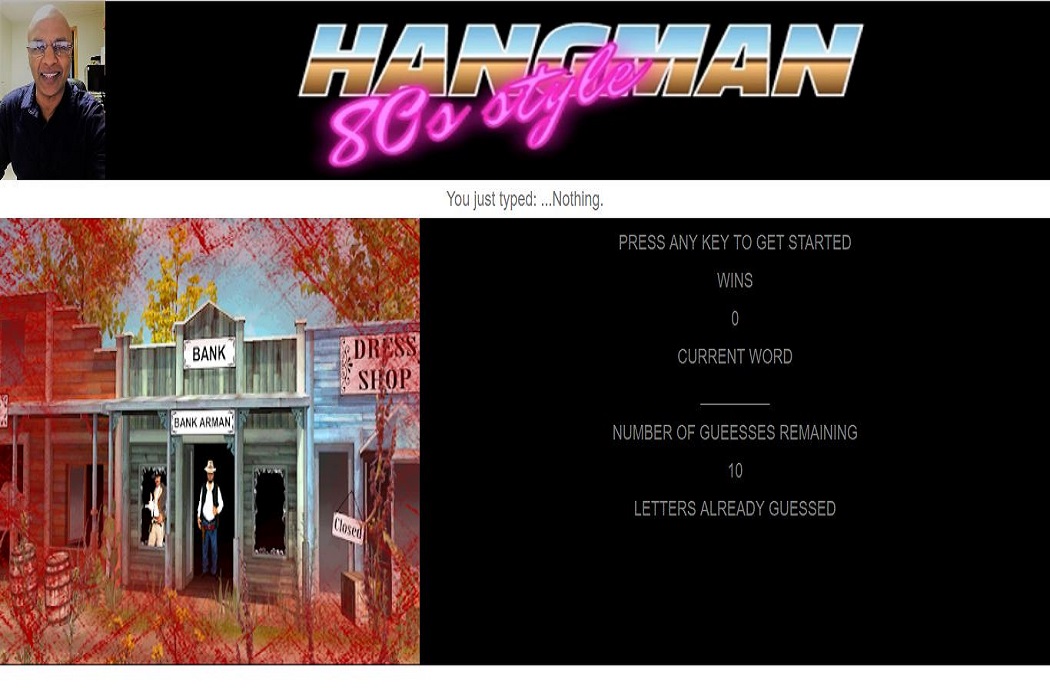 HANGMAN
80s style
You just typed: ...Nothing.
PRESS ANY KEY TO GET STARTED
WINS
0
CURRENT WORD
NUMBER OF GUEESSES REMAINING
10
LETTERS ALREADY GUESSED
BANK
BANK ARMAN
DRESS
SHOP
Closed